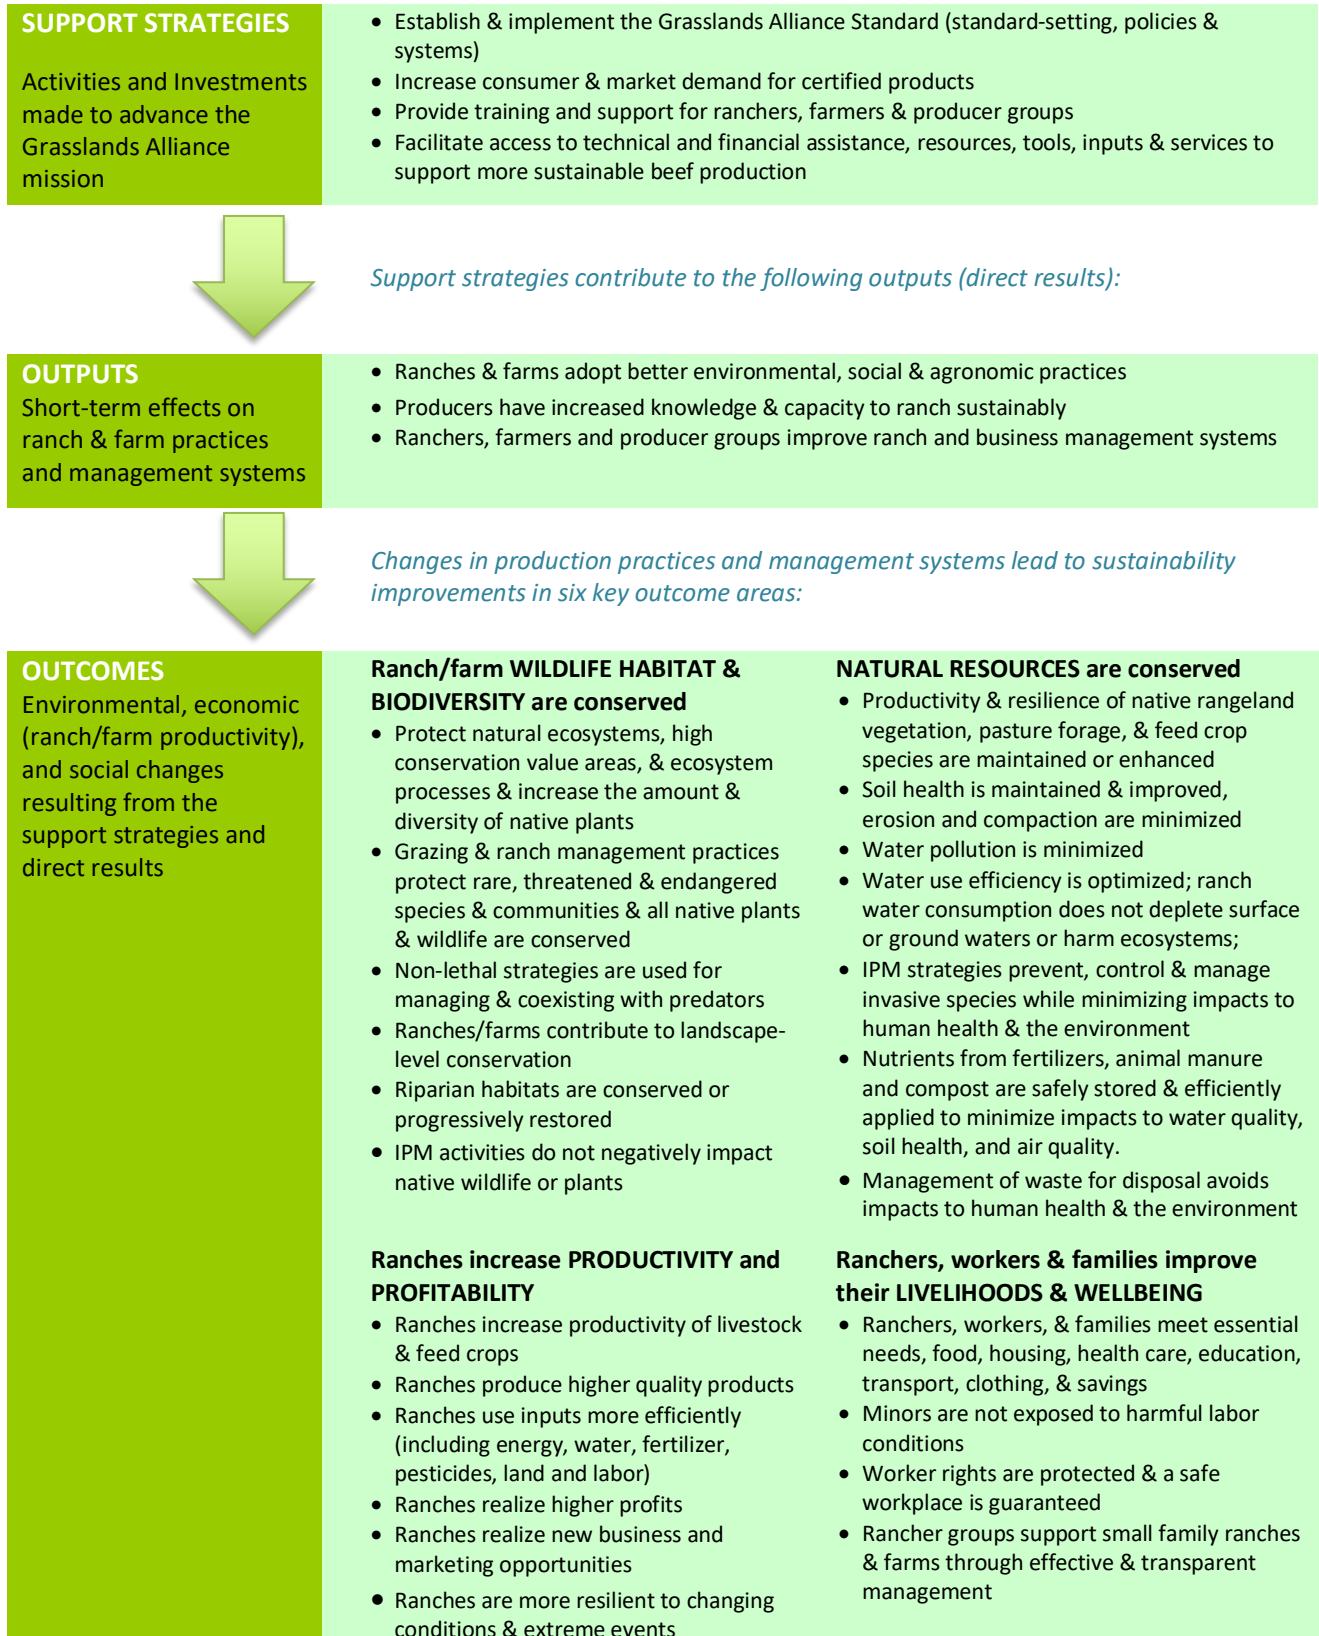 SUPPORT STRATEGIES
Activities and Investments
made to advance the
Grasslands Alliance
mission
• Establish & implement the Grasslands Alliance Standard (standard-setting, policies &
systems)
• Increase consumer & market demand for certified products
• Provide training and support for ranchers, farmers & producer groups
• Facilitate access to technical and financial assistance, resources, tools, inputs & services to
support more sustainable beef production
Support strategies contribute to the following outputs (direct results):
OUTPUTS
Short-term effects on
ranch & farm practices
and management systems
• Ranches & farms adopt better environmental, social & agronomic practices
• Producers have increased knowledge & capacity to ranch sustainably
• Ranchers, farmers and producer groups improve ranch and business management systems
Changes in production practices and management systems lead to sustainability
improvements in six key outcome areas:
OUTCOMES
Environmental, economic
(ranch/farm productivity),
and social changes
resulting from the
support strategies and
direct results
Ranch/farm WILDLIFE HABITAT &
BIODIVERSITY are conserved
• Protect natural ecosystems, high
conservation value areas, & ecosystem
processes & increase the amount &
diversity of native plants
• Grazing & ranch management practices
protect rare, threatened & endangered
species & communities & all native plants
& wildlife are conserved
• Non-lethal strategies are used for
managing & coexisting with predators
• Ranches/farms contribute to landscape-
level conservation
• Riparian habitats are conserved or
progressively restored
• IPM activities do not negatively impact
native wildlife or plants
NATURAL RESOURCES are conserved
• Productivity & resilience of native rangeland
vegetation, pasture forage, & feed crop
species are maintained or enhanced
• Soil health is maintained & improved,
erosion and compaction are minimized
• Water pollution is minimized
• Water use efficiency is optimized; ranch
water consumption does not deplete surface
or ground waters or harm ecosystems;
• IPM strategies prevent, control & manage
invasive species while minimizing impacts to
human health & the environment
• Nutrients from fertilizers, animal manure
and compost are safely stored & efficiently
applied to minimize impacts to water quality,
soil health, and air quality.
• Management of waste for disposal avoids
impacts to human health & the environment
Ranches increase PRODUCTIVITY and
PROFITABILITY
• Ranches increase productivity of livestock
& feed crops
• Ranches produce higher quality products
• Ranches use inputs more efficiently
(including energy, water, fertilizer,
pesticides, land and labor)
• Ranches realize higher profits
• Ranches realize new business and
marketing opportunities
• Ranches are more resilient to changing
conditions & extreme events
Ranchers, workers & families improve
their LIVELIHOODS & WELLBEING
• Ranchers, workers, & families meet essential
needs, food, housing, health care, education,
transport, clothing, & savings
• Minors are not exposed to harmful labor
conditions
• Worker rights are protected & a safe
workplace is guaranteed
• Rancher groups support small family ranches
& farms through effective & transparent
management